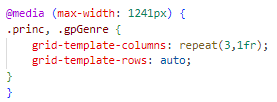 @media (max-width: 1241px) {
.princ, .gpGenre {
    grid-template-columns: repeat(3,1fr);
    grid-template-rows: auto;
}
}